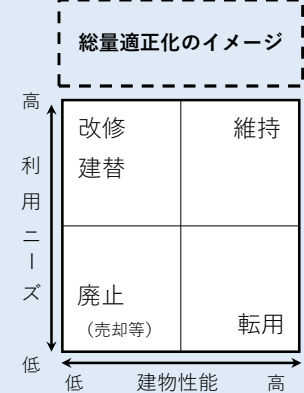 総量適正化のイメージ
高
利用ニーズ
低
改修
建替
維持
廃止
（売却等）
転用
低
建物性能
高